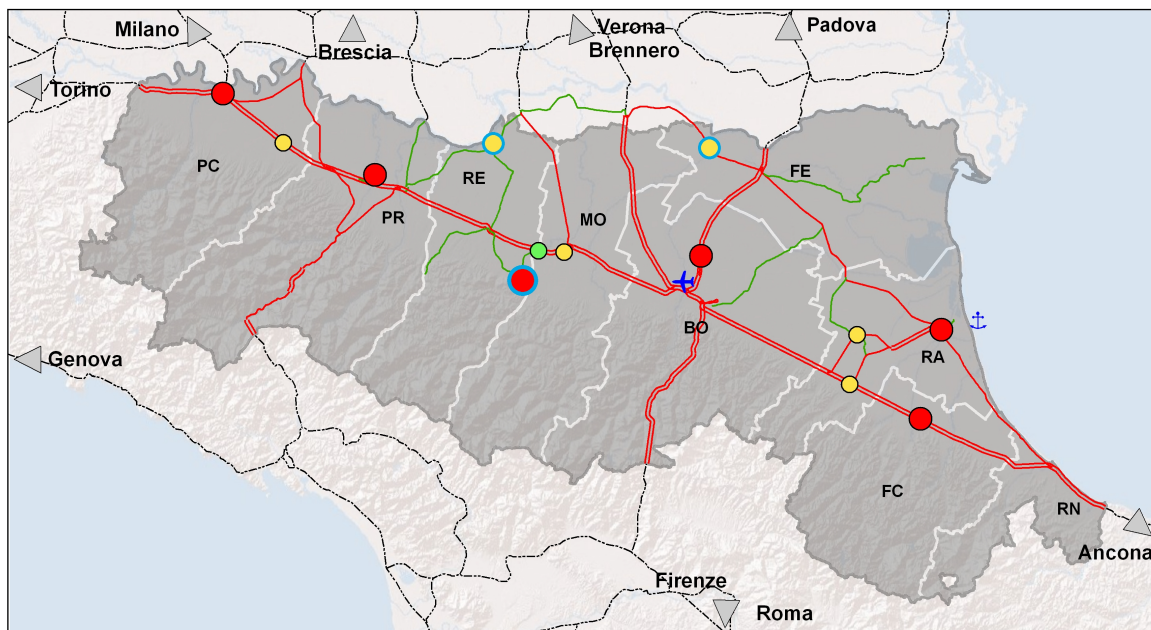 Milano
Verona
Padova
Brescia
Brennero
Torino
PC
RE
FE
MO
PR
BO
Genova
RA
FC
RN
Ancona
Firenze
Roma